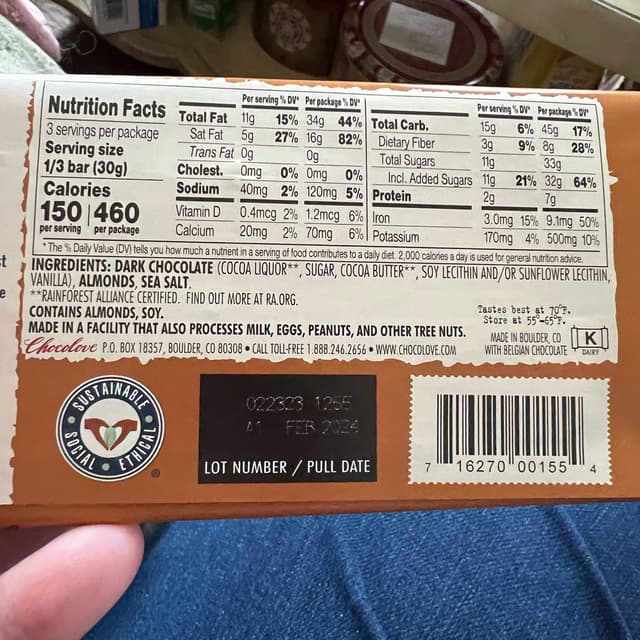 Nutrition Facts
3 servings per package
Serving size
1/3 bar (30g)
Calories
150 460
per serving per package
Per serving % DV* Per package % DV*
Total Fat 11g 15% 34g 44%
Sat Fat 5g 27% 16g 82%
Trans Fat 0g 0g
Cholest. 0mg 0% 0mg 0%
Sodium 40mg 2% 120mg 5%
Vitamin D 0.4mcg 2% 1.2mcg 6%
Calcium 20mg 2% 70mg 6%
Per serving % DV* Per package % DV*
Total Carb. 15g 6% 45g 17%
Dietary Fiber 3g 9% 8g 28%
Total Sugars 11g 33g
Incl. Added Sugars 11g 21% 32g 64%
Protein 2g 7g
Iron 3.0mg 15% 9.1mg 50%
Potassium 170mg 4% 500mg 10%
*The % Daily Value (DV) tells you how much a nutrient in a serving of food contributes to a daily diet. 2,000 calories a day is used for general nutrition advice.
INGREDIENTS: DARK CHOCOLATE (COCOA LIQUOR**, SUGAR, COCOA BUTTER**, SOY LECITHIN AND/OR SUNFLOWER LECITHIN,
VANILLA), ALMONDS, SEA SALT.
**RAINFOREST ALLIANCE CERTIFIED. FIND OUT MORE AT RA.ORG.
CONTAINS ALMONDS, SOY.
MADE IN A FACILITY THAT ALSO PROCESSES MILK, EGGS, PEANUTS, AND OTHER TREE NUTS.
Chocolove P.O. BOX 18357, BOULDER, CO 80308 • CALL TOLL-FREE 1.888.246.2656 • WWW.CHOCOLOVE.COM
Tastes best at 70°F.
Store at 55°-65°F.
MADE IN BOULDER, CO
WITH BELGIAN CHOCOLATE
K
DAIRY
SUSTAINABLE
SOCIAL • ETHICAL
®
022323 1255
A1 FEB 2024
LOT NUMBER / PULL DATE
7 16270 00155 4